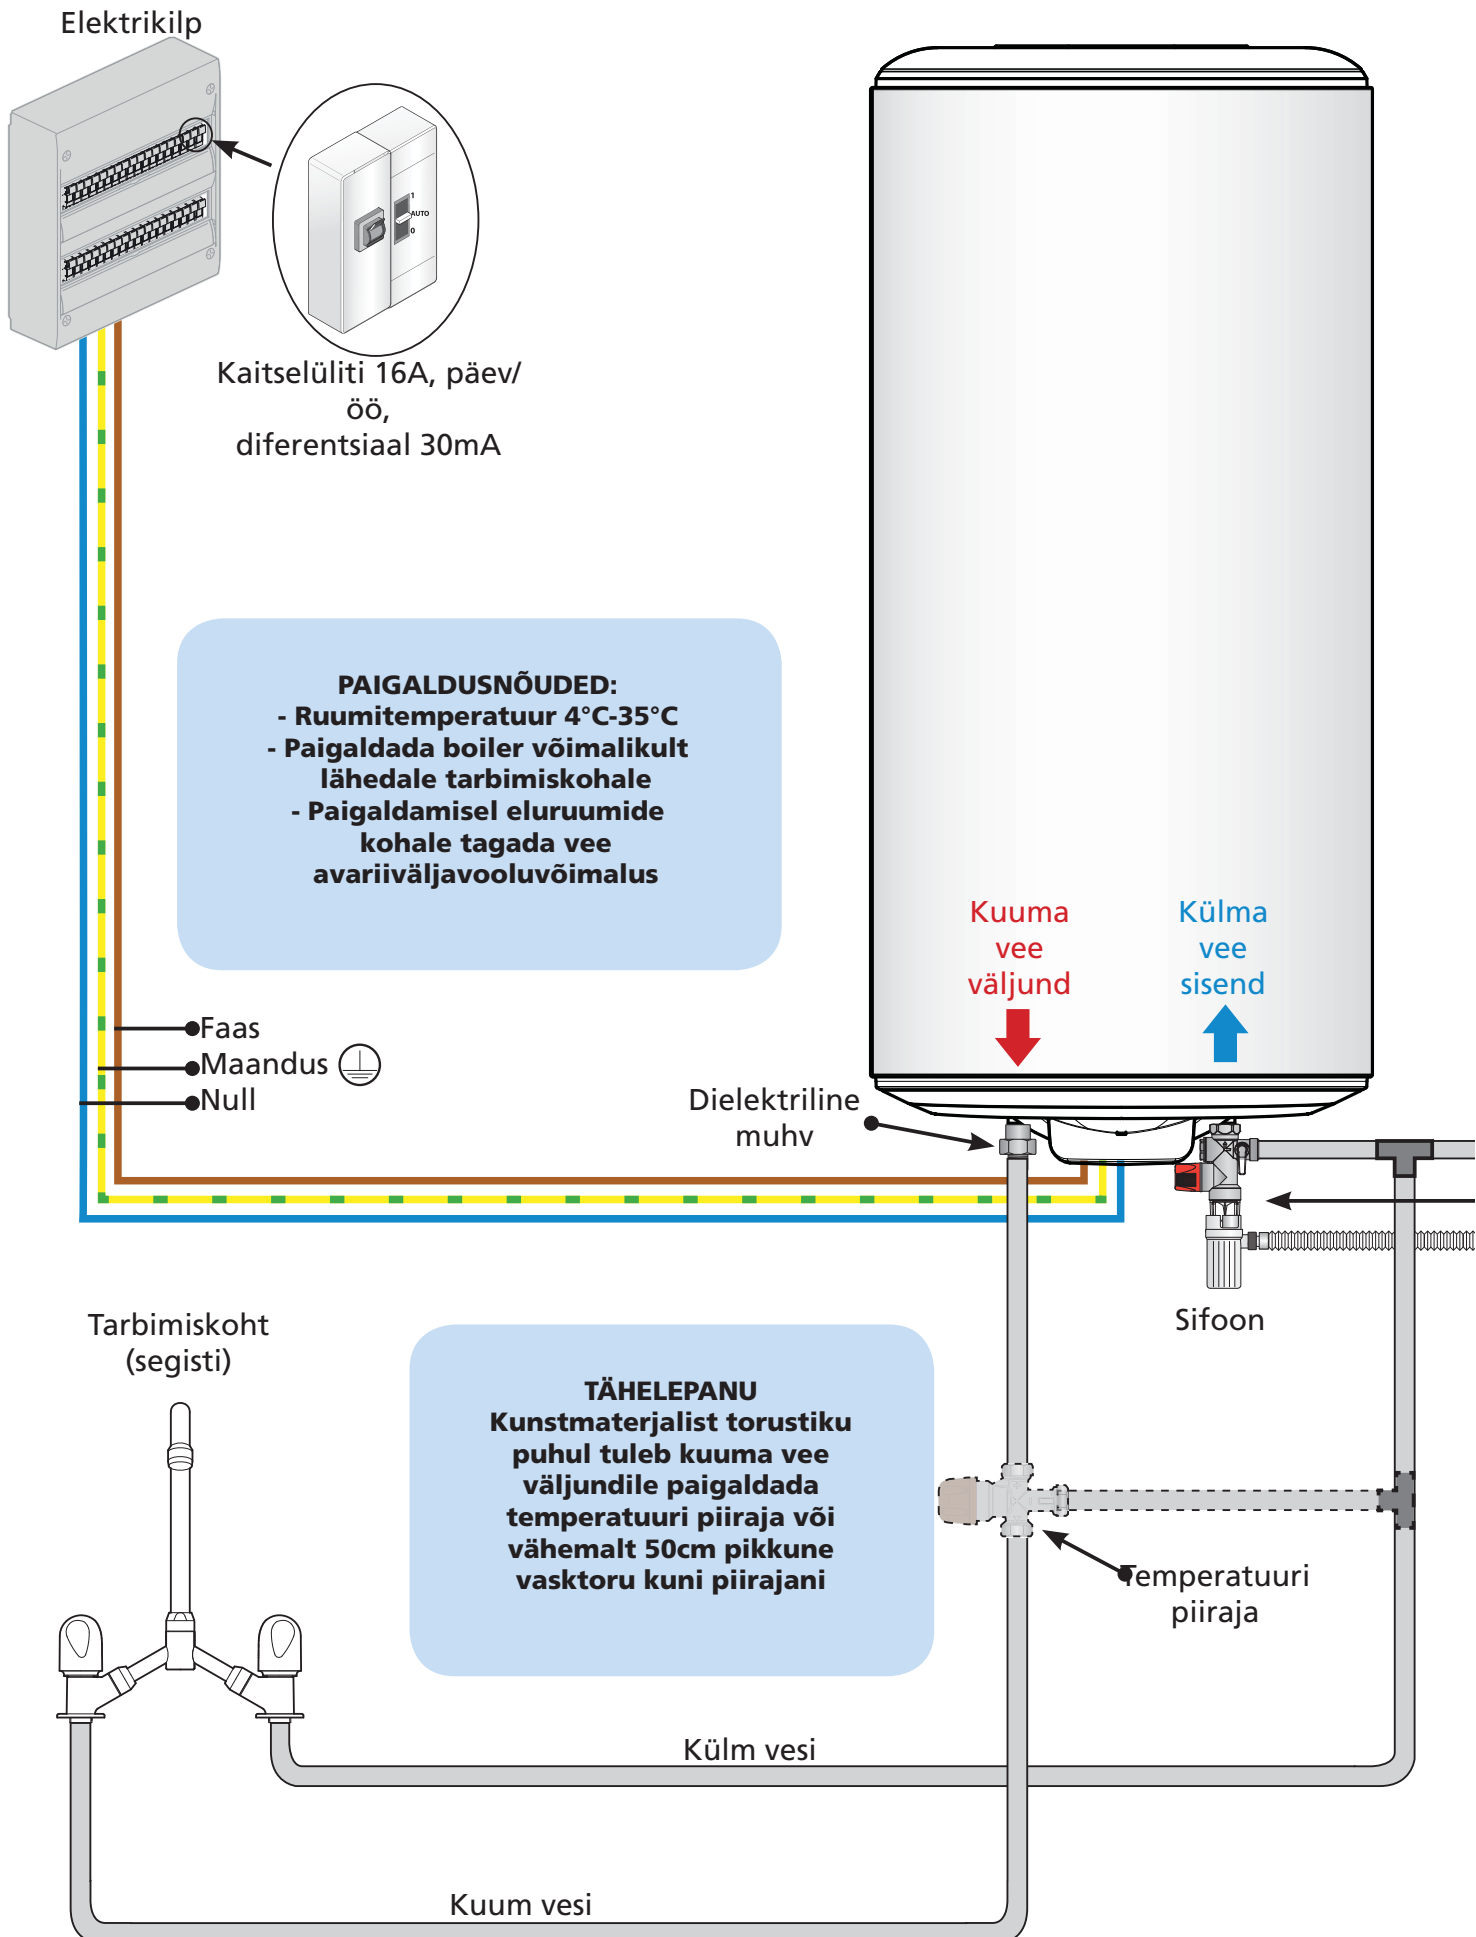 Elektrikilp
1
AUTO
0
Kaitselüliti 16A, päev/
öö,
diferentsiaal 30mA
PAIGALDUSNÕUDED:
- Ruumitemperatuur 4°C-35°C
- Paigaldada boiler võimalikult
lähedale tarbimiskohale
- Paigaldamisel eluruumide
kohale tagada vee
avariiväljavooluvõimalus
Kuuma
vee
väljund
Külma
vee
sisend
Faas
Maandus
Null
Dielektriline
muhv
Sifoon
Tarbimiskoht
(segisti)
TÄHELEPANU
Kunstmaterjalist torustiku
puhul tuleb kuuma vee
väljundile paigaldada
temperatuuri piiraja või
vähemalt 50cm pikkune
vasktoru kuni piirajani
Temperatuuri
piiraja
Külm vesi
Kuum vesi